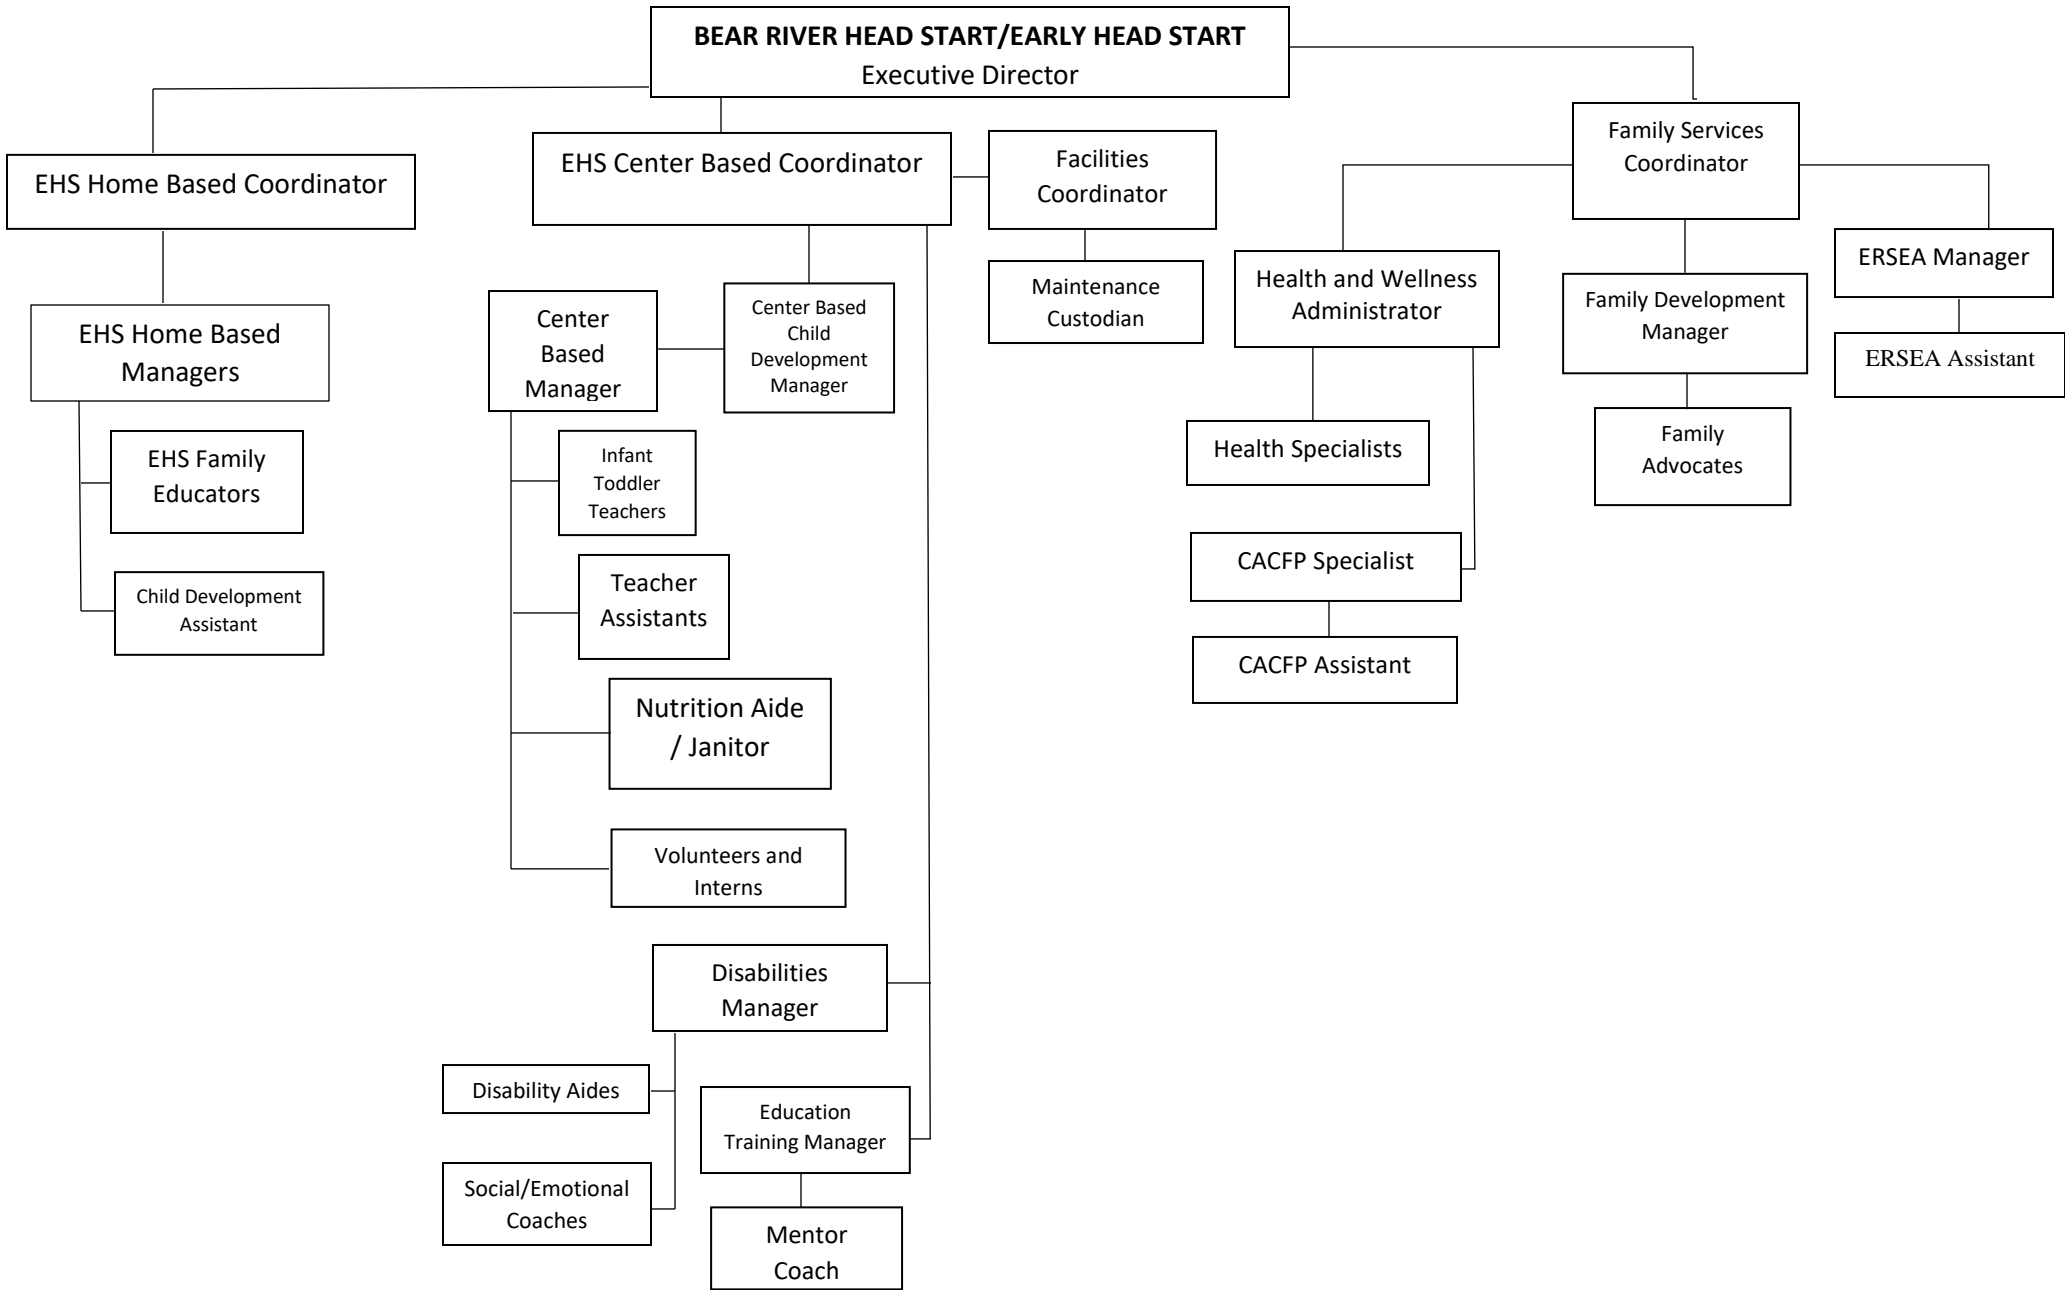 BEAR RIVER HEAD START/EARLY HEAD START
Executive Director
EHS Home Based Coordinator
EHS Home Based
Managers
EHS Family
Educators
Child Development
Assistant
EHS Center Based Coordinator
Facilities
Coordinator
Maintenance
Custodian
Center
Based
Manager
Center Based
Child
Development
Manager
Infant
Toddler
Teachers
Teacher
Assistants
Nutrition Aide
/ Janitor
Volunteers and
Interns
Disabilities
Manager
Disability Aides
Social/Emotional
Coaches
Education
Training Manager
Mentor
Coach
Family Services
Coordinator
Health and Wellness
Administrator
Health Specialists
CACFP Specialist
CACFP Assistant
Family Development
Manager
Family
Advocates
ERSEA Manager
ERSEA Assistant